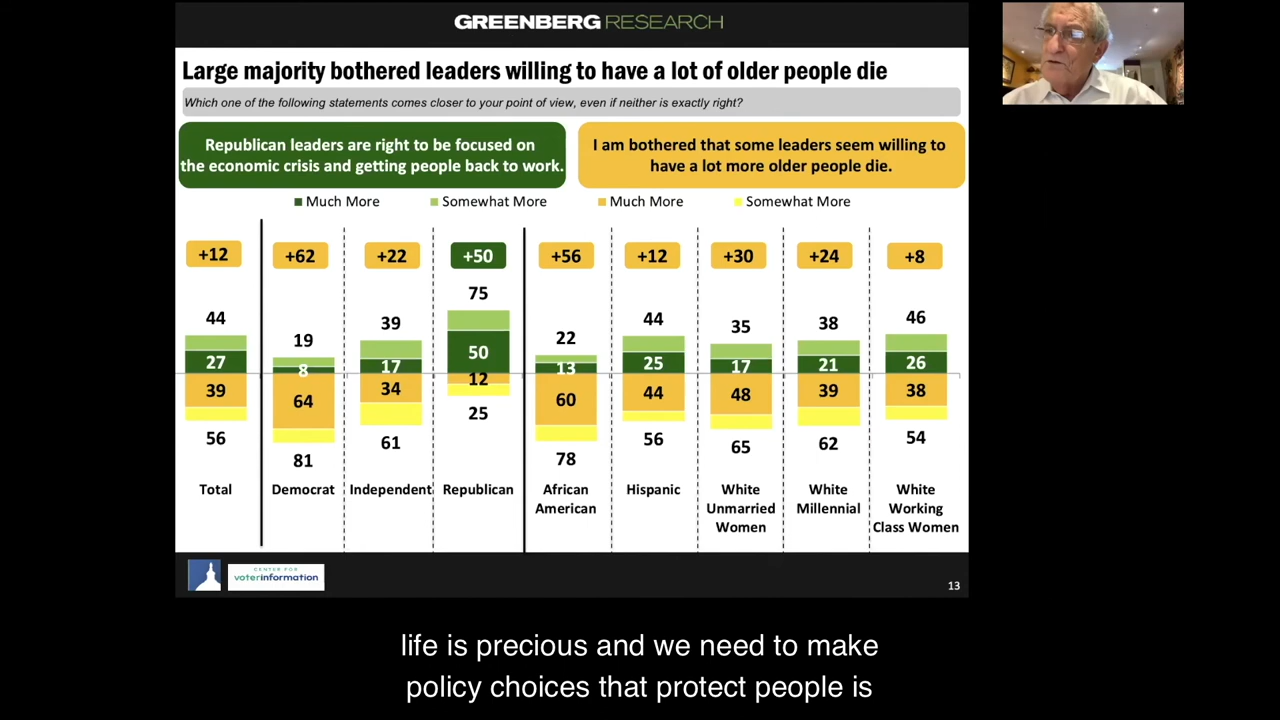 GREENBERG RESEARCH
Large majority bothered leaders willing to have a lot of older people die
Which one of the following statements comes closer to your point of view, even if neither is exactly right?
Republican leaders are right to be focused on
the economic crisis and getting people back to work.
I am bothered that some leaders seem willing to
have a lot more older people die.
Much More Somewhat More Much More Somewhat More
+12 +62 +22 +50 +56 +12 +30 +24 +8
44 19 39 75 22 44 35 38 46
27 8 17 50 13 25 17 21 26
39 64 34 12 60 44 48 39 38
56 81 61 25 78 56 65 62 54
Total Democrat Independent Republican African Hispanic White White White
American Unmarried Millennial Working
Women Class Women
CENTER FOR
voterinformation
13
life is precious and we need to make
policy choices that protect people is